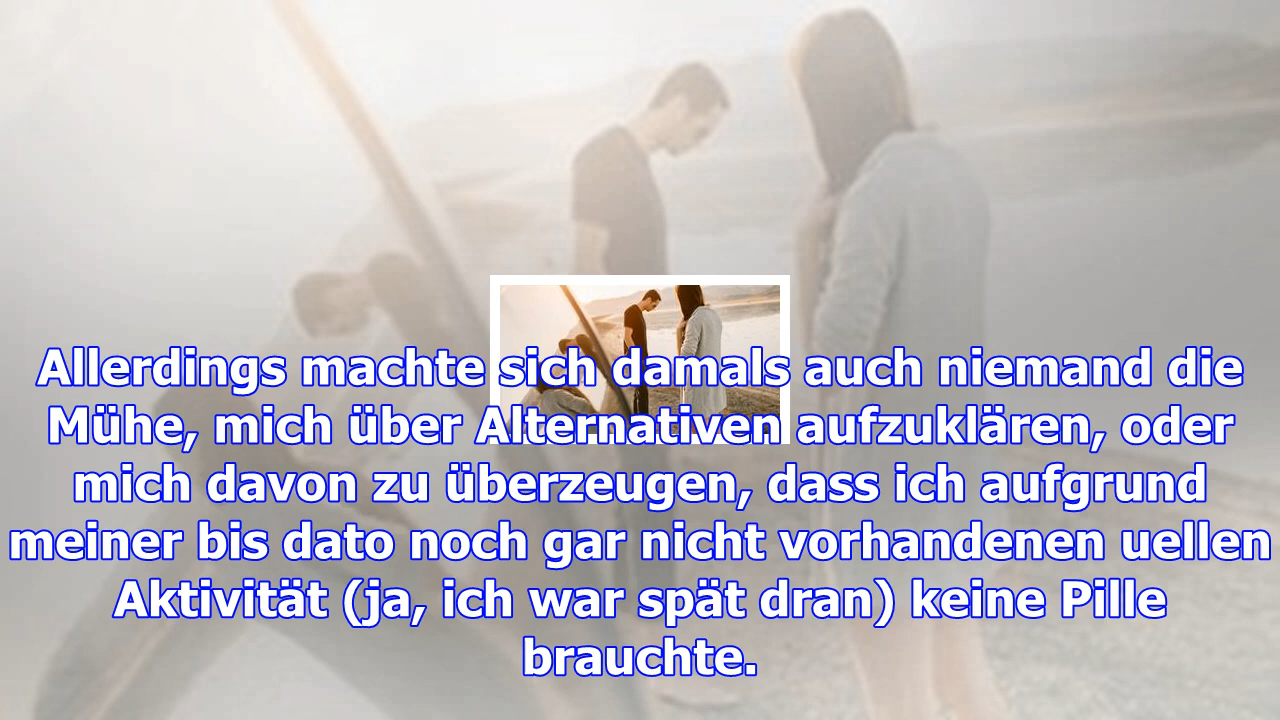 Allerdings machte sich damals auch niemand die
Mühe, mich über Alternativen aufzuklären, oder
mich davon zu überzeugen, dass ich aufgrund
meiner bis dato noch gar nicht vorhandenen uellen
Aktivität (ja, ich war spät dran) keine Pille
brauchte.